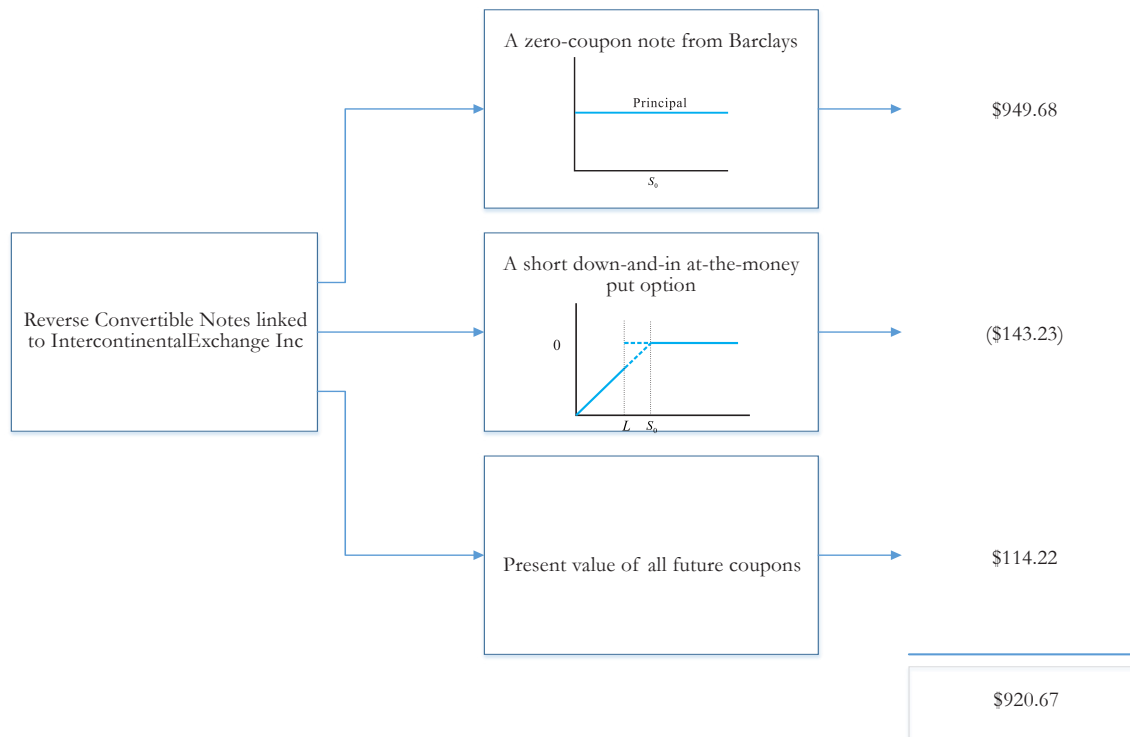 A zero-coupon note from Barclays
Principal
S₀
$949.68
Reverse Convertible Notes linked
to IntercontinentalExchange Inc
A short down-and-in at-the-money
put option
0
L S₀
($143.23)
Present value of all future coupons
$114.22
$920.67